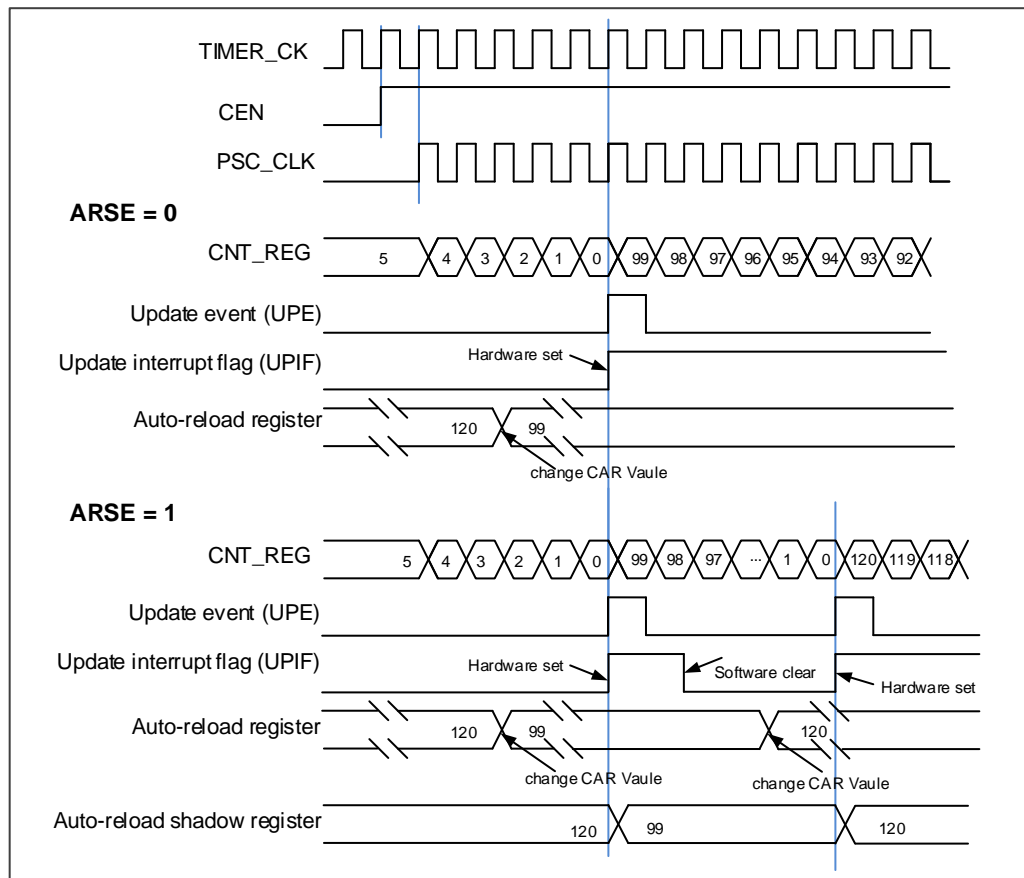 TIMER_CK
CEN
PSC_CLK
ARSE = 0
CNT_REG 5 4 3 2 1 0 99 98 97 96 95 94 93 92
Update event (UPE)
Update interrupt flag (UPIF) Hardware set
Auto-reload register 120 99
change CAR Vaule
ARSE = 1
CNT_REG 5 4 3 2 1 0 99 98 97 ... 1 0 120 119 118
Update event (UPE)
Update interrupt flag (UPIF) Hardware set Software clear Hardware set
Auto-reload register 120 99 120
change CAR Vaule change CAR Vaule
Auto-reload shadow register 120 99 120